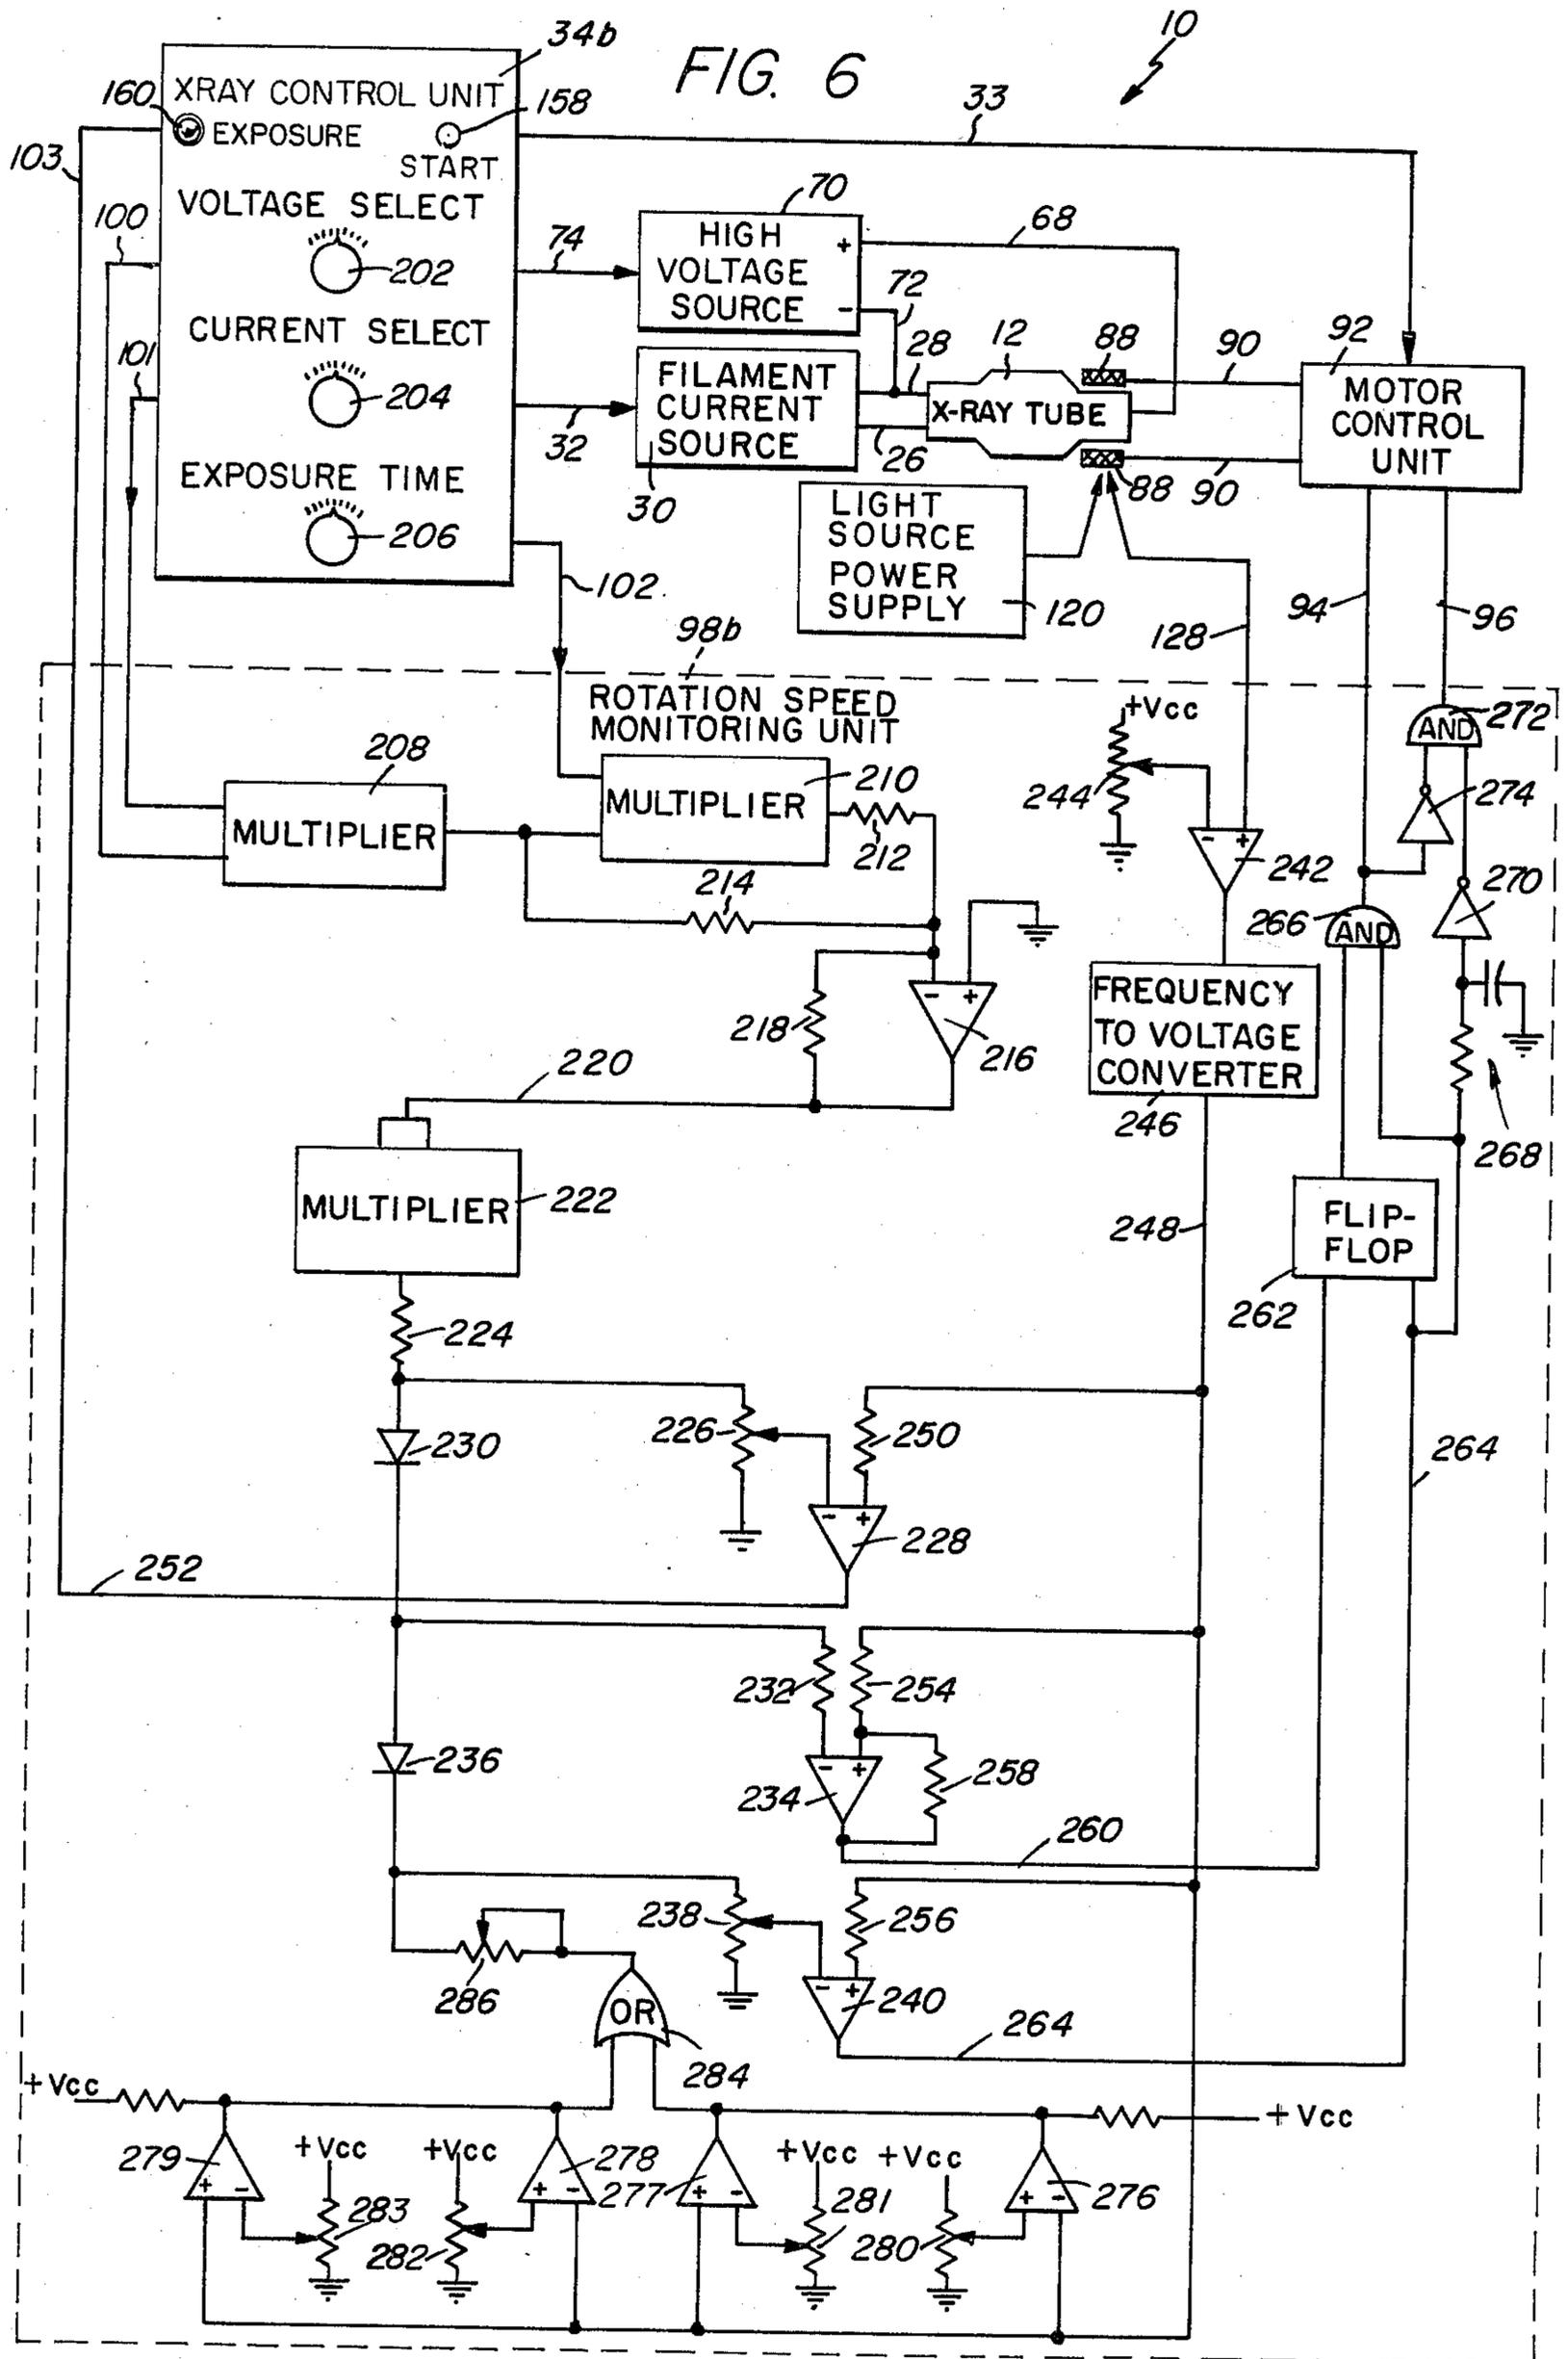 FIG. 6
10
34b
XRAY CONTROL UNIT
160
EXPOSURE
158
START
33
103
VOLTAGE SELECT
100
202
CURRENT SELECT
101
204
EXPOSURE TIME
206
70
HIGH
VOLTAGE
SOURCE
+
-
68
74
72
28
12
88
90
92
FILAMENT
CURRENT
SOURCE
X-RAY TUBE
MOTOR
CONTROL
UNIT
32
30
26
88
90
LIGHT
SOURCE
POWER
SUPPLY
120
102
94
96
128
98b
ROTATION SPEED
MONITORING UNIT
+Vcc
AND
272
208
210
MULTIPLIER
MULTIPLIER
212
244
274
- +
242
214
270
266
AND
- +
218
216
FREQUENCY
TO VOLTAGE
CONVERTER
246
268
220
MULTIPLIER
222
248
FLIP-
FLOP
262
224
226
250
230
264
- +
228
252
232
254
236
- +
234
258
260
238
256
286
- +
240
OR
284
264
+Vcc
+Vcc
279
+ -
+Vcc
283
+Vcc
282
278
+ -
277
+ -
+Vcc
281
+Vcc
280
276
+ -